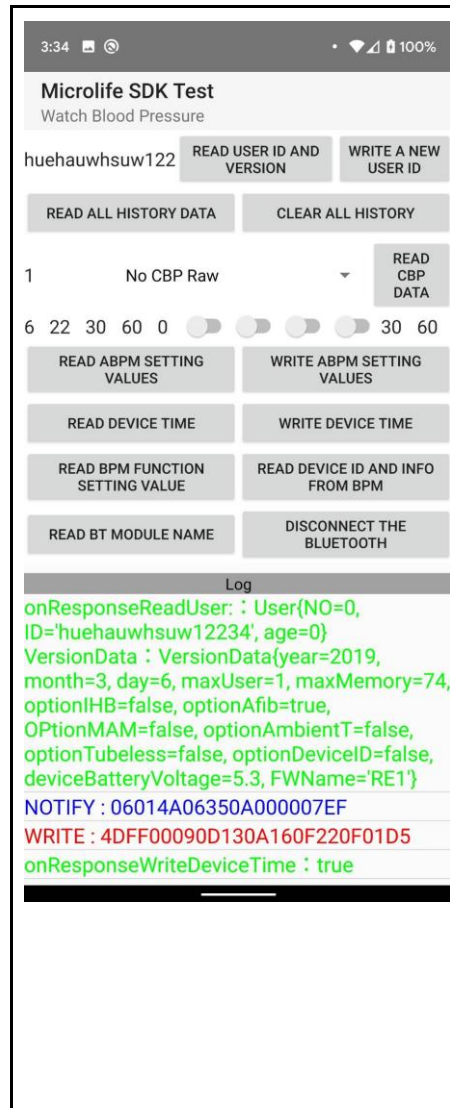 3:34 100%
Microlife SDK Test
Watch Blood Pressure
huehauwhsuw122 READ USER ID AND VERSION WRITE A NEW USER ID
READ ALL HISTORY DATA CLEAR ALL HISTORY
1 No CBP Raw READ CBP DATA
6 22 30 60 0 30 60
READ ABPM SETTING VALUES WRITE ABPM SETTING VALUES
READ DEVICE TIME WRITE DEVICE TIME
READ BPM FUNCTION SETTING VALUE READ DEVICE ID AND INFO FROM BPM
READ BT MODULE NAME DISCONNECT THE BLUETOOTH
Log
onResponseReadUser:：User{NO=0,
ID='huehauwhsuw12234', age=0}
VersionData：VersionData{year=2019,
month=3, day=6, maxUser=1, maxMemory=74,
optionIHB=false, optionAfib=true,
OPtionMAM=false, optionAmbientT=false,
optionTubeless=false, optionDeviceID=false,
deviceBatteryVoltage=5.3, FWName='RE1'}
NOTIFY : 06014A06350A000007EF
WRITE : 4DFF00090D130A160F220F01D5
onResponseWriteDeviceTime：true